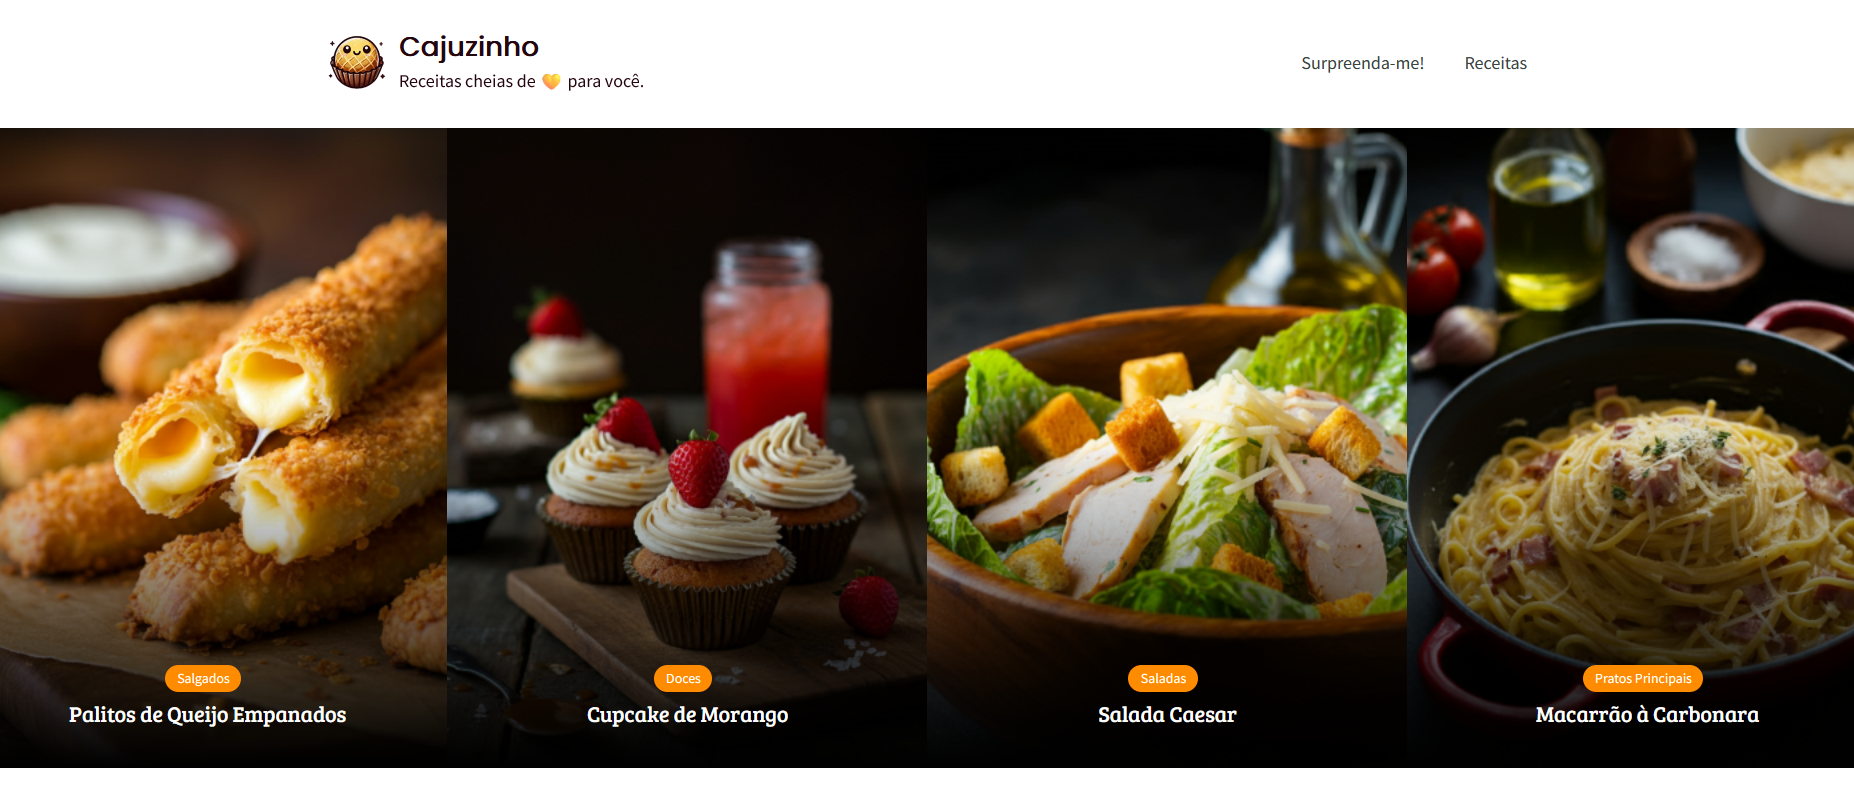 Cajuzinho
Receitas cheias de 💛 para você.
Surpreenda-me!
Receitas
Salgados
Palitos de Queijo Empanados
Doces
Cupcake de Morango
Saladas
Salada Caesar
Pratos Principais
Macarrão à Carbonara